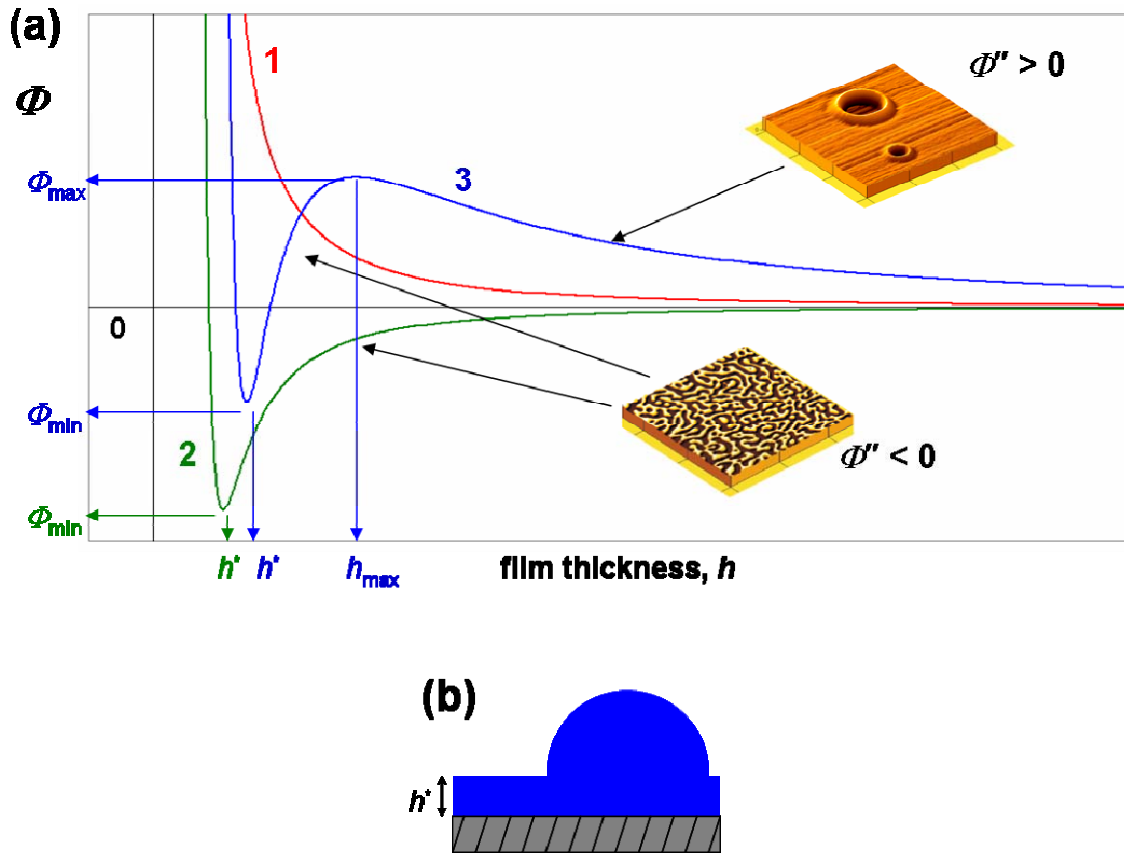 (a)
1
Φ
Φ″ > 0
Φmax
3
0
Φmin
2
Φ″ < 0
Φmin
h* h* hmax film thickness, h
(b)
h*